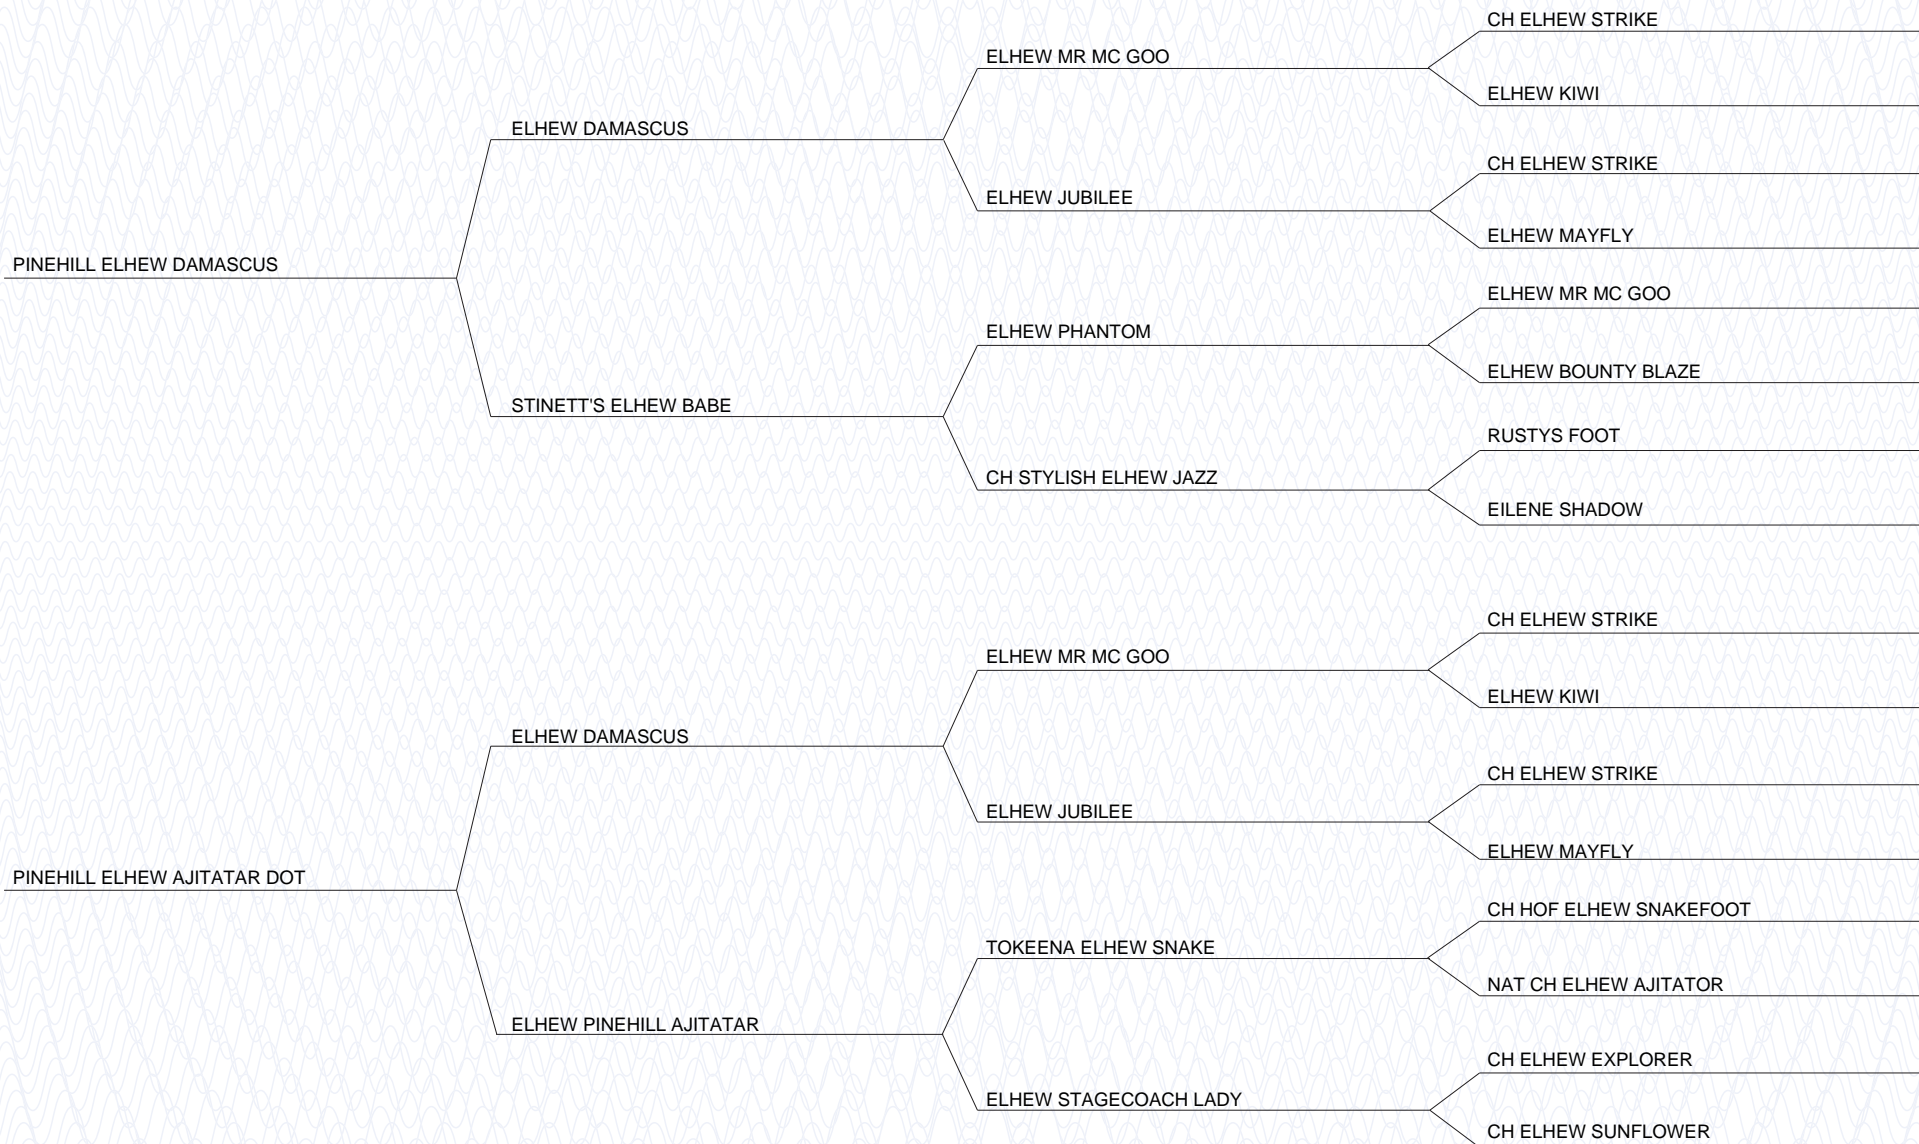 CH ELHEW STRIKE
ELHEW MR MC GOO
ELHEW KIWI
ELHEW DAMASCUS
CH ELHEW STRIKE
ELHEW JUBILEE
ELHEW MAYFLY
PINEHILL ELHEW DAMASCUS
ELHEW MR MC GOO
ELHEW PHANTOM
ELHEW BOUNTY BLAZE
STINETT'S ELHEW BABE
RUSTYS FOOT
CH STYLISH ELHEW JAZZ
EILENE SHADOW
CH ELHEW STRIKE
ELHEW MR MC GOO
ELHEW KIWI
ELHEW DAMASCUS
CH ELHEW STRIKE
ELHEW JUBILEE
ELHEW MAYFLY
PINEHILL ELHEW AJITATAR DOT
CH HOF ELHEW SNAKEFOOT
TOKEENA ELHEW SNAKE
NAT CH ELHEW AJITATOR
ELHEW PINEHILL AJITATAR
CH ELHEW EXPLORER
ELHEW STAGECOACH LADY
CH ELHEW SUNFLOWER